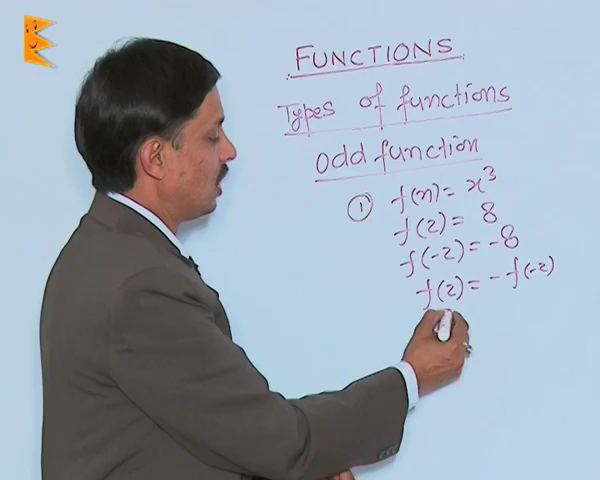 FUNCTIONS
Types of functions
Odd function
① f(x) = x³
f(2) = 8
f(-2) = -8
f(2) = - f(-2)